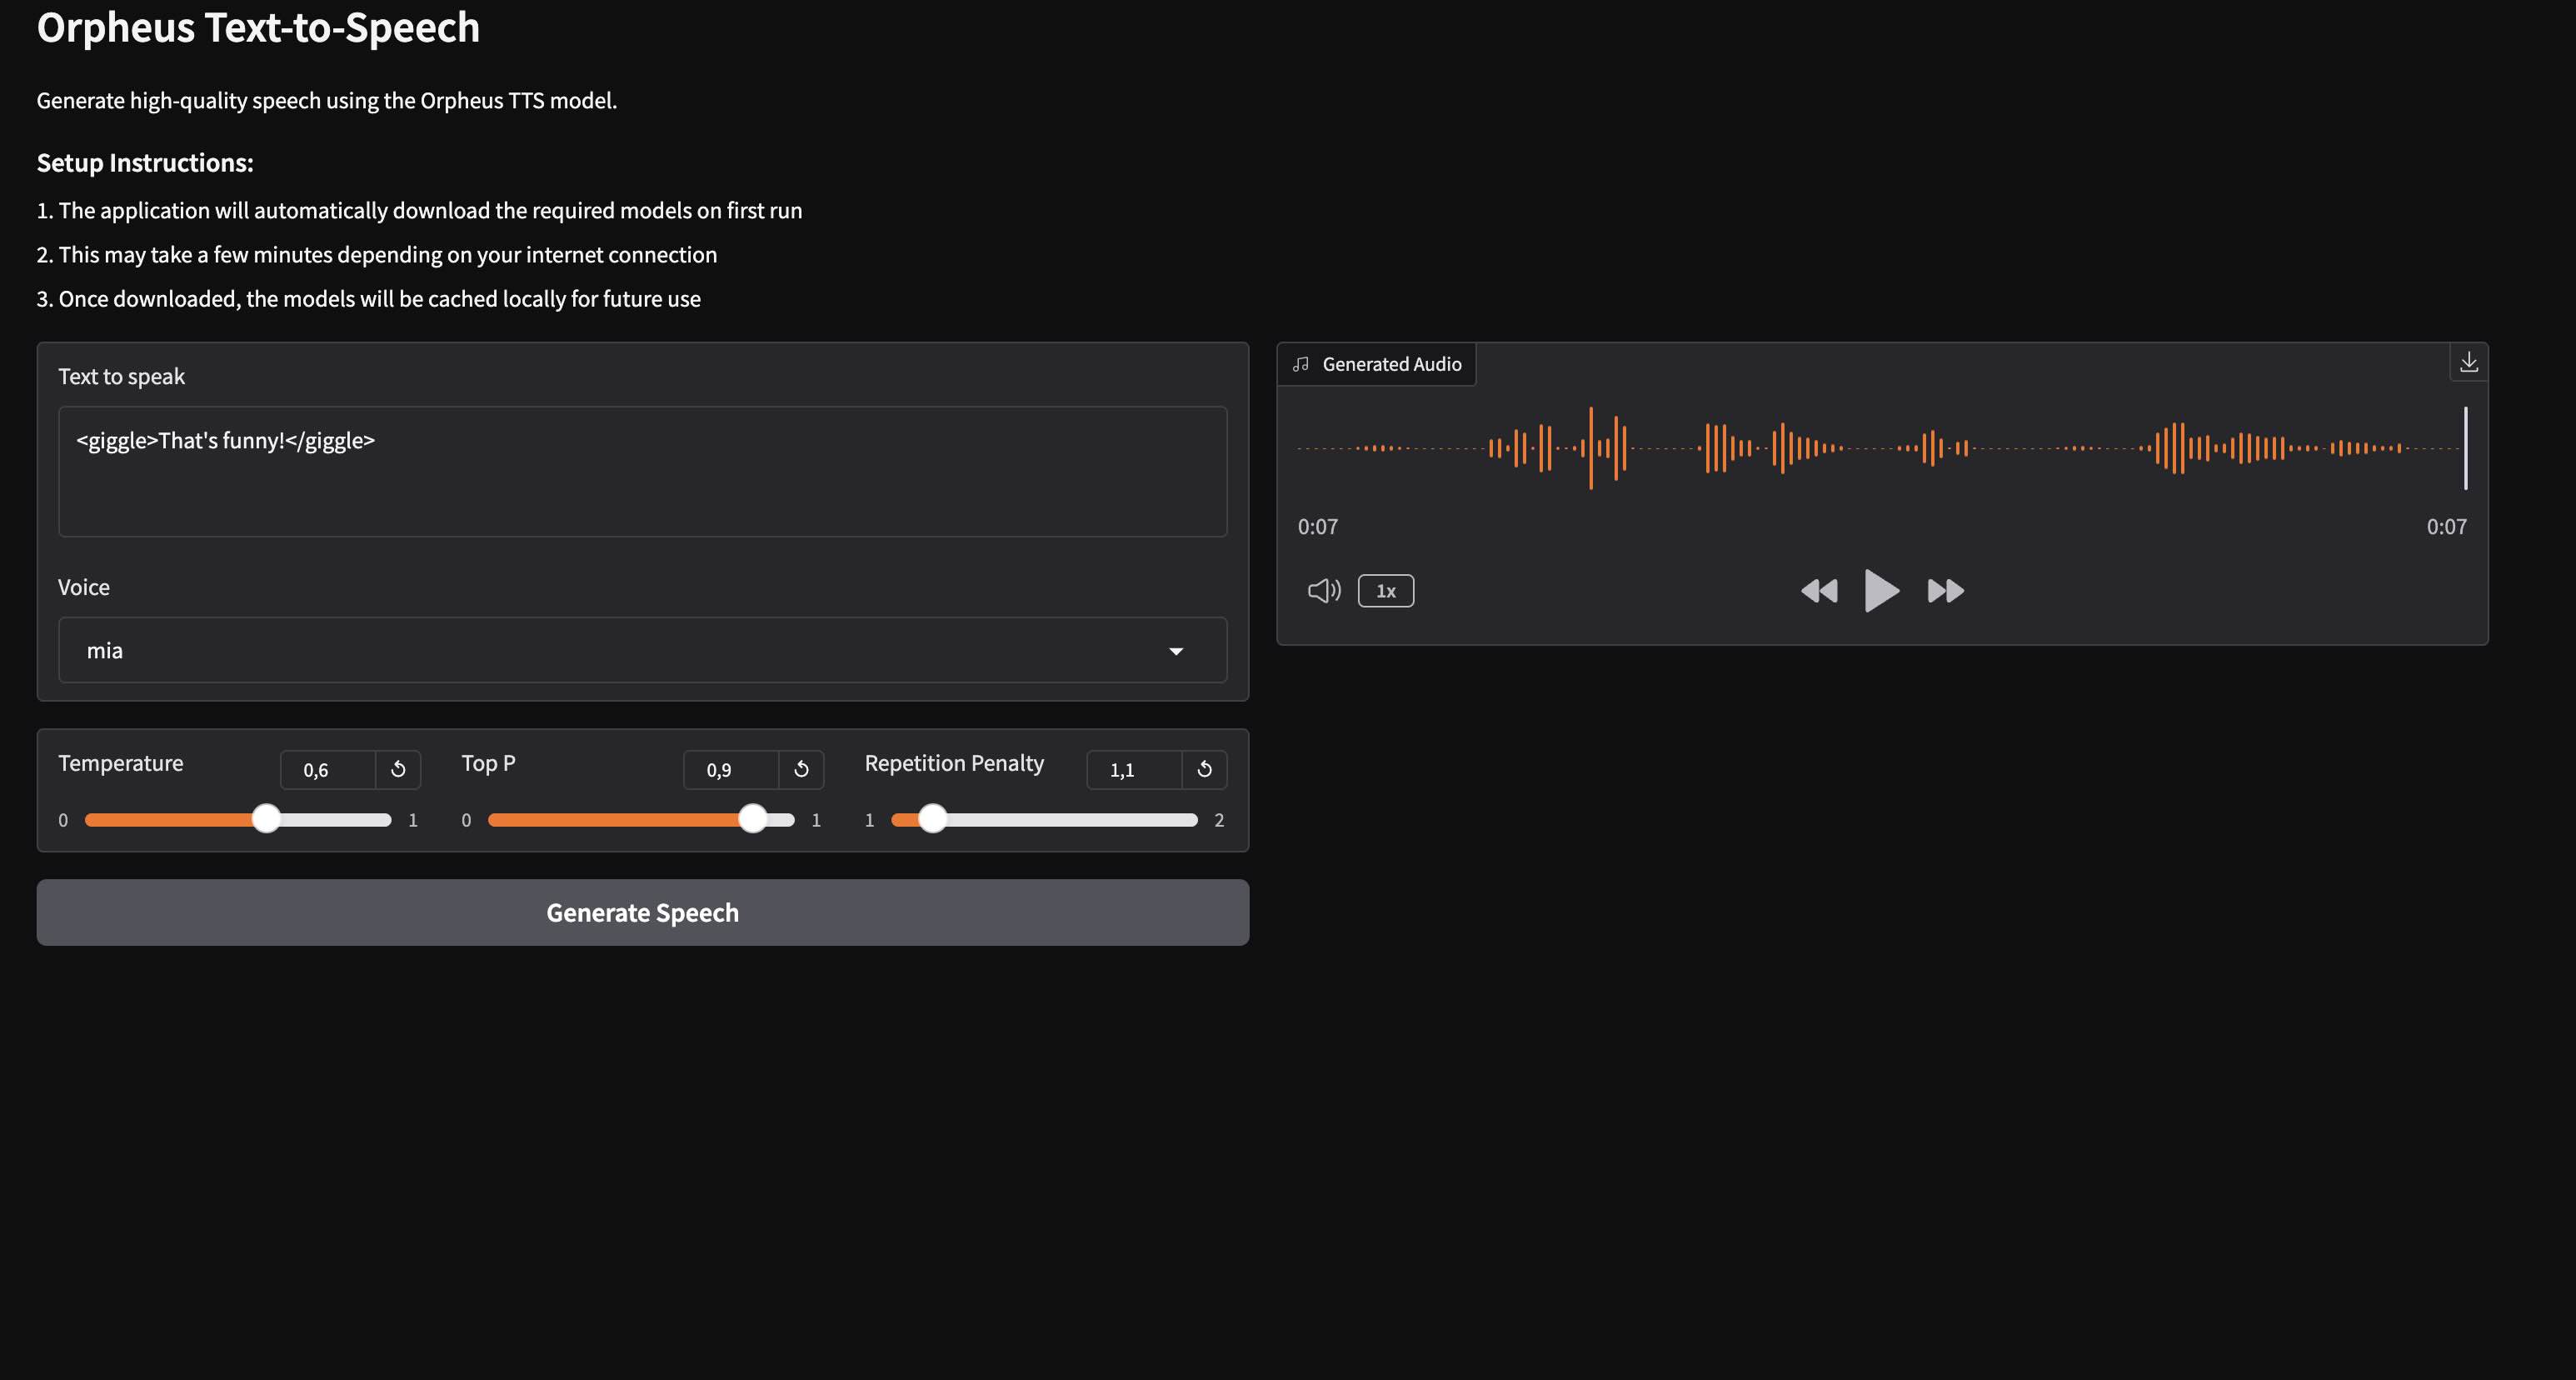 Orpheus Text-to-Speech
Generate high-quality speech using the Orpheus TTS model.
Setup Instructions:
1. The application will automatically download the required models on first run
2. This may take a few minutes depending on your internet connection
3. Once downloaded, the models will be cached locally for future use
Text to speak
<giggle>That's funny!</giggle>
Voice
mia
Temperature 0,6
0 1
Top P 0,9
0 1
Repetition Penalty 1,1
1 2
Generate Speech
Generated Audio
0:07 0:07
1x